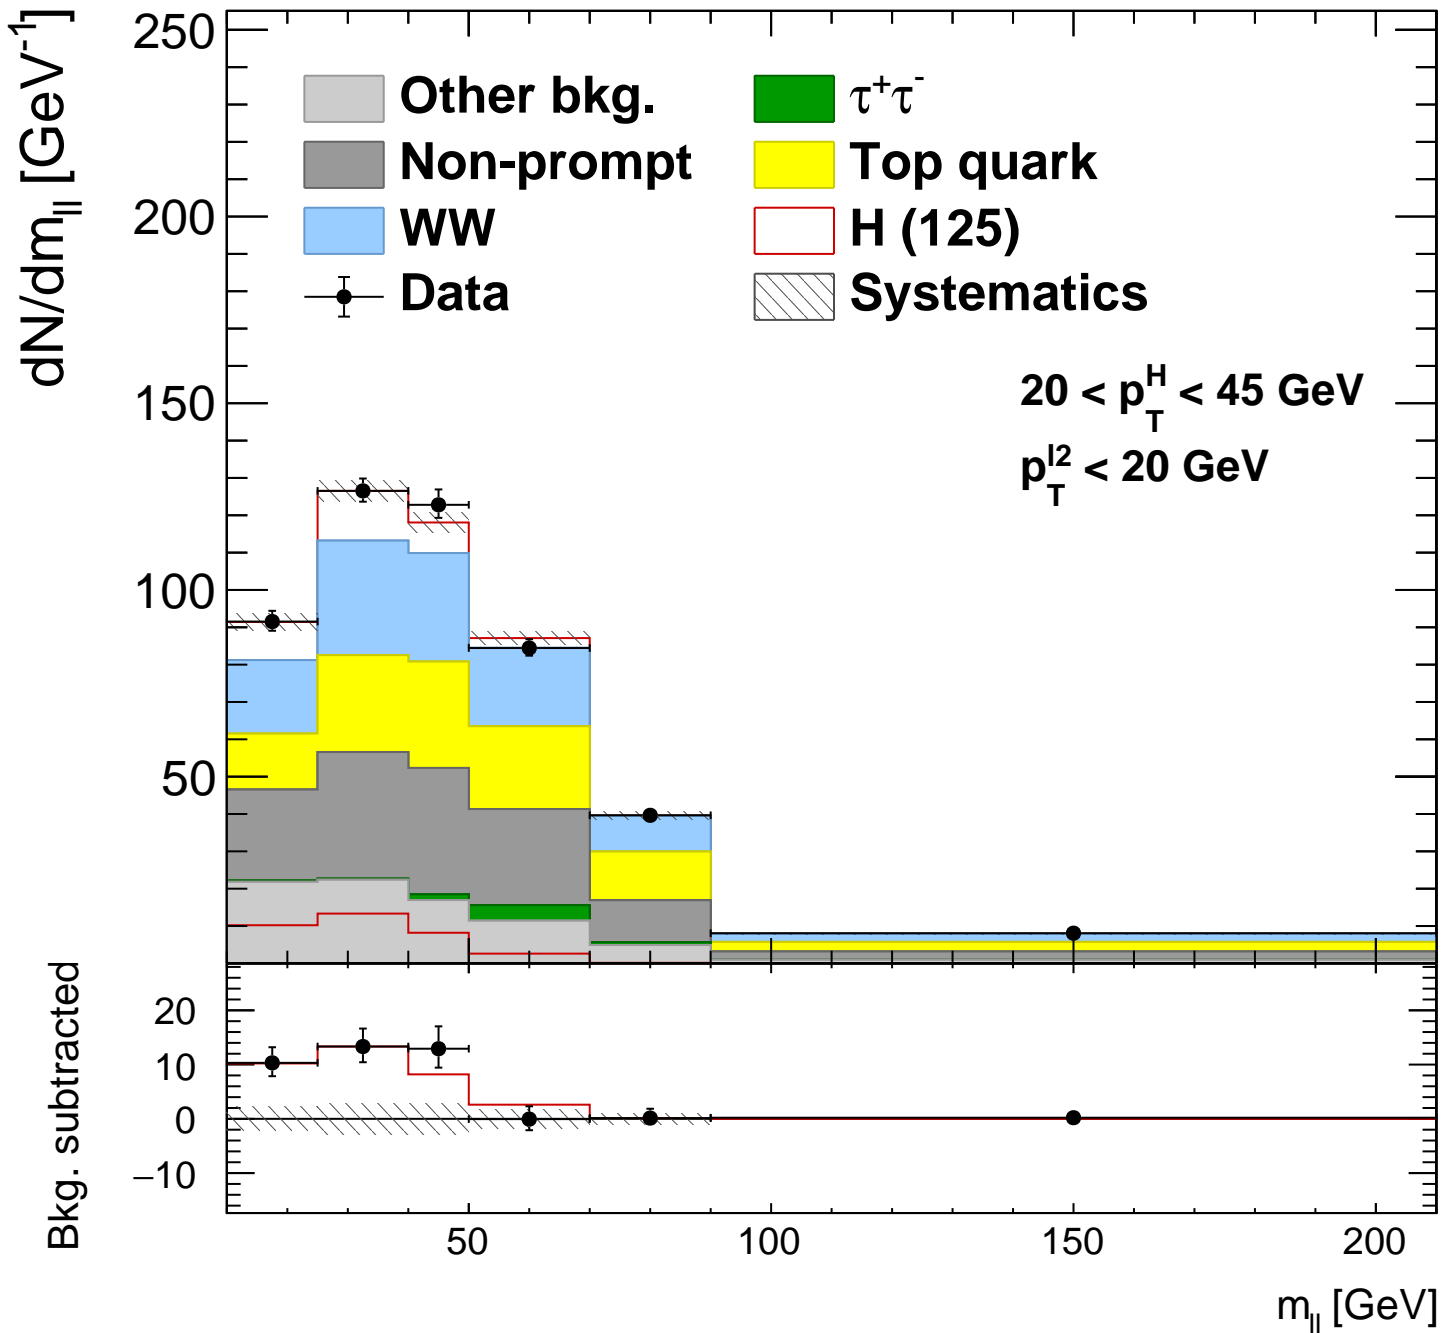 dN/dm_ll [GeV^-1]
250
200
150
100
50
Other bkg.
τ⁺τ⁻
Non-prompt
Top quark
WW
H (125)
Data
Systematics
20 < p_T^H < 45 GeV
p_T^l2 < 20 GeV
Bkg. subtracted
20
10
0
−10
50
100
150
200
m_ll [GeV]